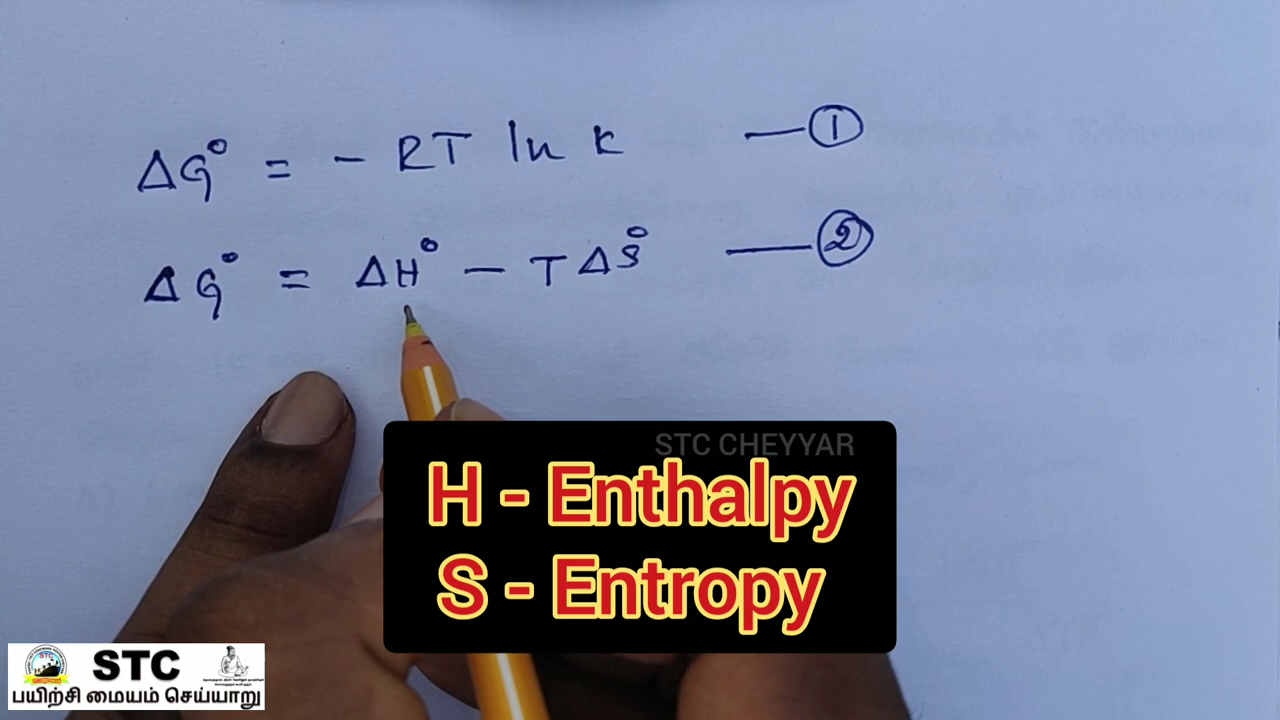 ΔG° = - RT ln k —①
ΔG° = ΔH° - TΔS° —②
STC CHEYYAR
H - Enthalpy
S - Entropy
STC
பயிற்சி மையம் செய்யாறு